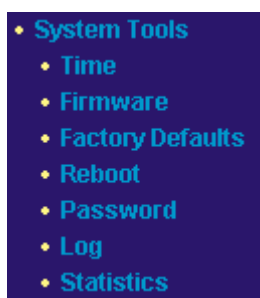 • System Tools
• Time
• Firmware
• Factory Defaults
• Reboot
• Password
• Log
• Statistics